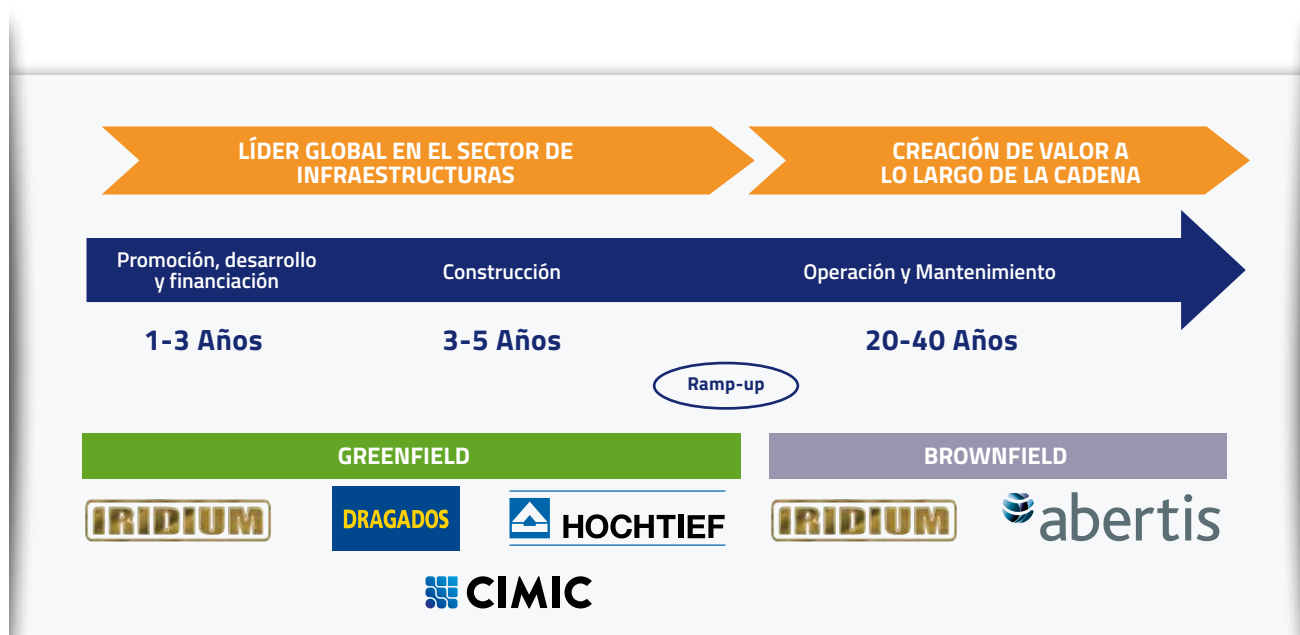 LÍDER GLOBAL EN EL SECTOR DE
INFRAESTRUCTURAS
CREACIÓN DE VALOR A
LO LARGO DE LA CADENA
Promoción, desarrollo
y financiación
Construcción
Operación y Mantenimiento
1-3 Años
3-5 Años
20-40 Años
Ramp-up
GREENFIELD
BROWNFIELD
IRIDIUM
DRAGADOS
HOCHTIEF
IRIDIUM
abertis
CIMIC